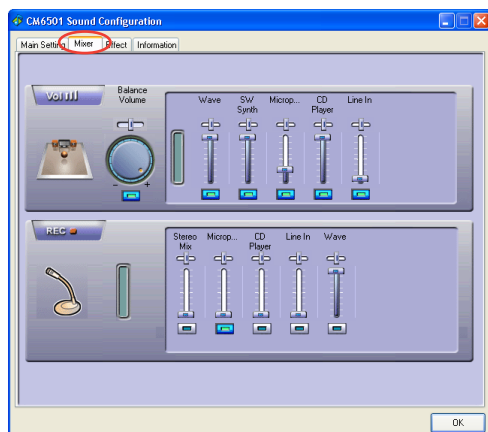 CM6501 Sound Configuration
Main Setting Mixer Effect Information
Vol
Balance Volume
Wave SW Synth Microp... CD Player Line In
- +
REC
Stereo Mix Microp... CD Player Line In Wave
OK